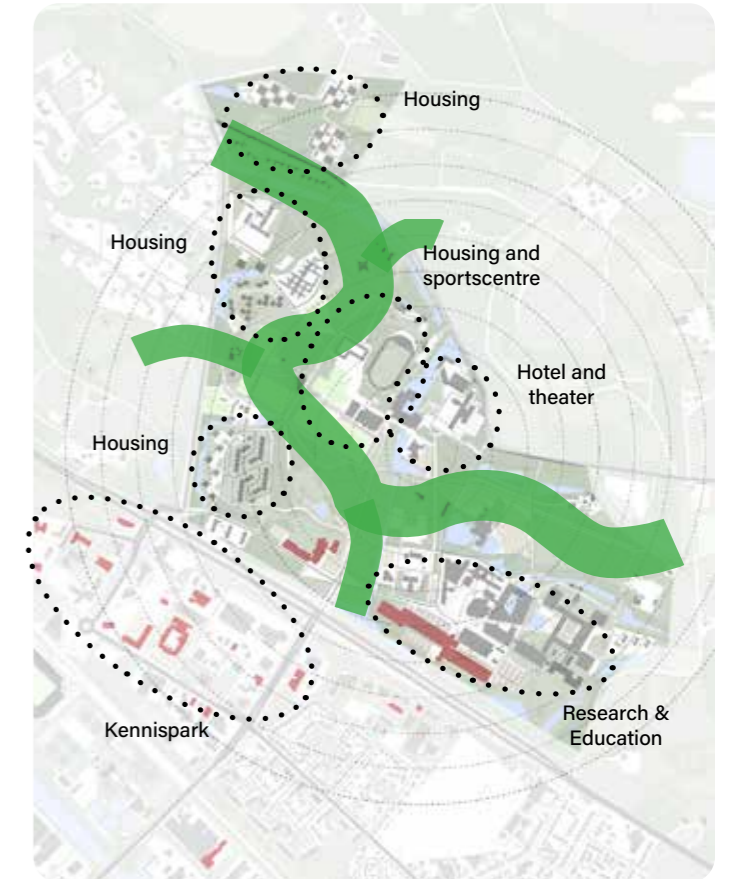 Housing
Housing
Housing and
sportscentre
Hotel and
theater
Housing
Research &
Education
Kennispark